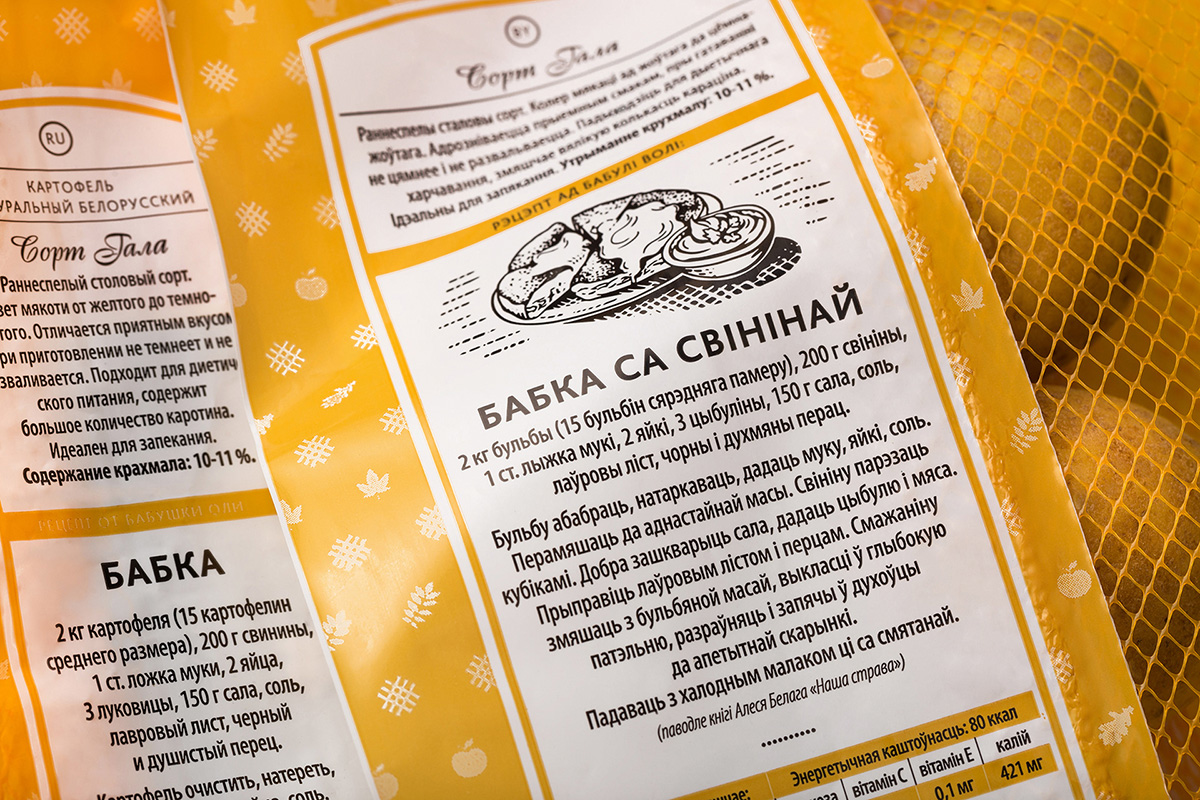 RU
КАРТОФЕЛЬ
УРАЛЬНЫЙ БЕЛОРУССКИЙ
Сорт Гала
Раннеспелый столовый сорт.
вет мякоти от желтого до темно-
того. Отличается приятным вкусом
ри приготовлении не темнеет и не
зваливается. Подходит для диетич
ского питания, содержит
большое количество каротина.
Идеален для запекания.
Содержание крахмала: 10-11 %.
РЕЦЕПТ ОТ БАБУШКИ ОЛИ
БАБКА
2 кг картофеля (15 картофелин
среднего размера), 200 г свинины,
1 ст. ложка муки, 2 яйца,
3 луковицы, 150 г сала, соль,
лавровый лист, черный
и душистый перец.
Картофель очистить, натереть,
соль.
BY
Сорт Гала
Раннеспелы сталовы сорт. Колер мякаці ад жоўтага да цёмна-
жоўтага. Адрозніваецца прыемным смакам, пры гатаванні
не цямнее і не развальваецца. Падыходзіць для дыетычнага
харчавання, змяшчае вялікую колькасць караціна.
Ідэальны для запякання. Утрыманне крухмалу: 10-11 %.
РЭЦЭПТ АД БАБУЛІ ВОЛІ:
БАБКА СА СВІНІНАЙ
2 кг бульбы (15 бульбін сярэдняга памеру), 200 г свініны,
1 ст. лыжка мукі, 2 яйкі, 3 цыбуліны, 150 г сала, соль,
лаўровы ліст, чорны і духмяны перац.
Бульбу абабраць, натаркаваць, дадаць муку, яйкі, соль.
Перамяшаць да аднастайнай масы. Свініну парэзаць
кубікамі. Добра зашкварыць сала, дадаць цыбулю і мяса.
Прыправіць лаўровым лістом і перцам. Смажаніну
змяшаць з бульбяной масай, выкласці ў глыбокую
патэльню, разраўняць і запячы ў духоўцы
да апетытнай скарынкі.
Падаваць з халодным малаком ці са смятанай.
(паводле кнігі Алеся Белага «Наша страва»)
Энергетычная каштоўнасць: 80 ккал
вітамін С вітамін Е калій
0,1 мг 421 мг